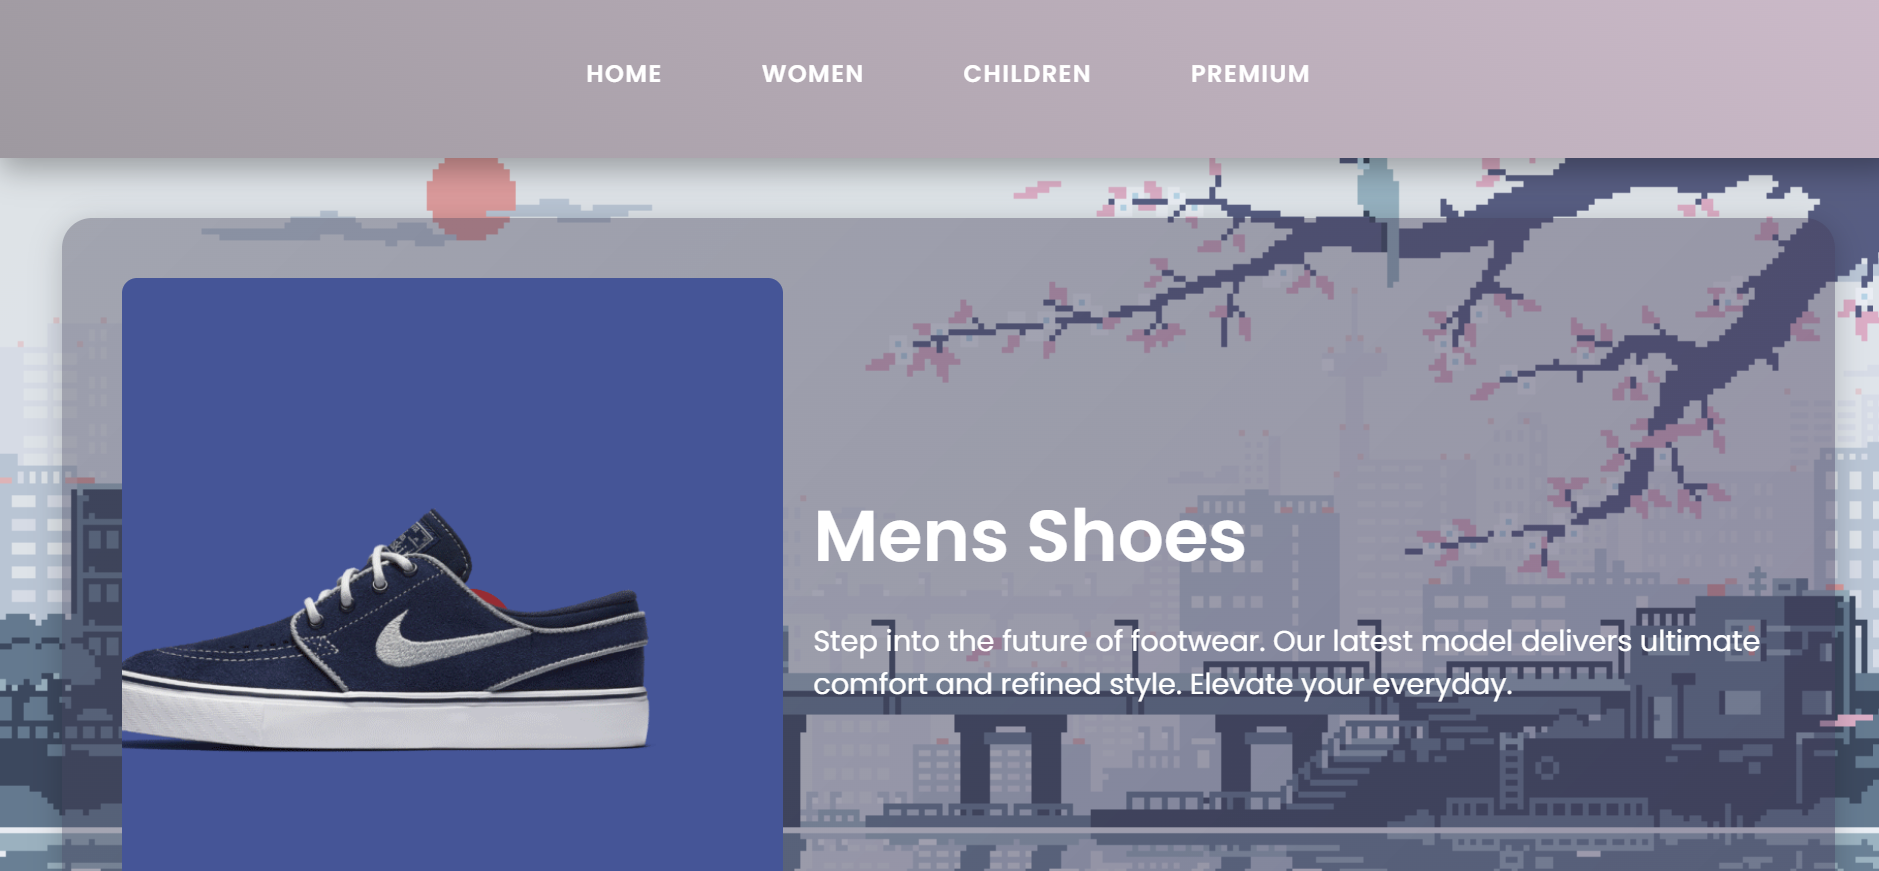 HOME WOMEN CHILDREN PREMIUM
Mens Shoes
Step into the future of footwear. Our latest model delivers ultimate
comfort and refined style. Elevate your everyday.